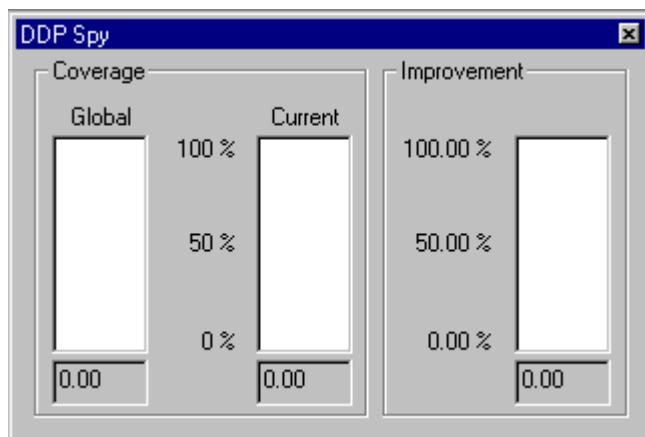 DDP Spy
Coverage
Improvement
Global
Current
100 %
100.00 %
50 %
50.00 %
0 %
0.00 %
0.00
0.00
0.00